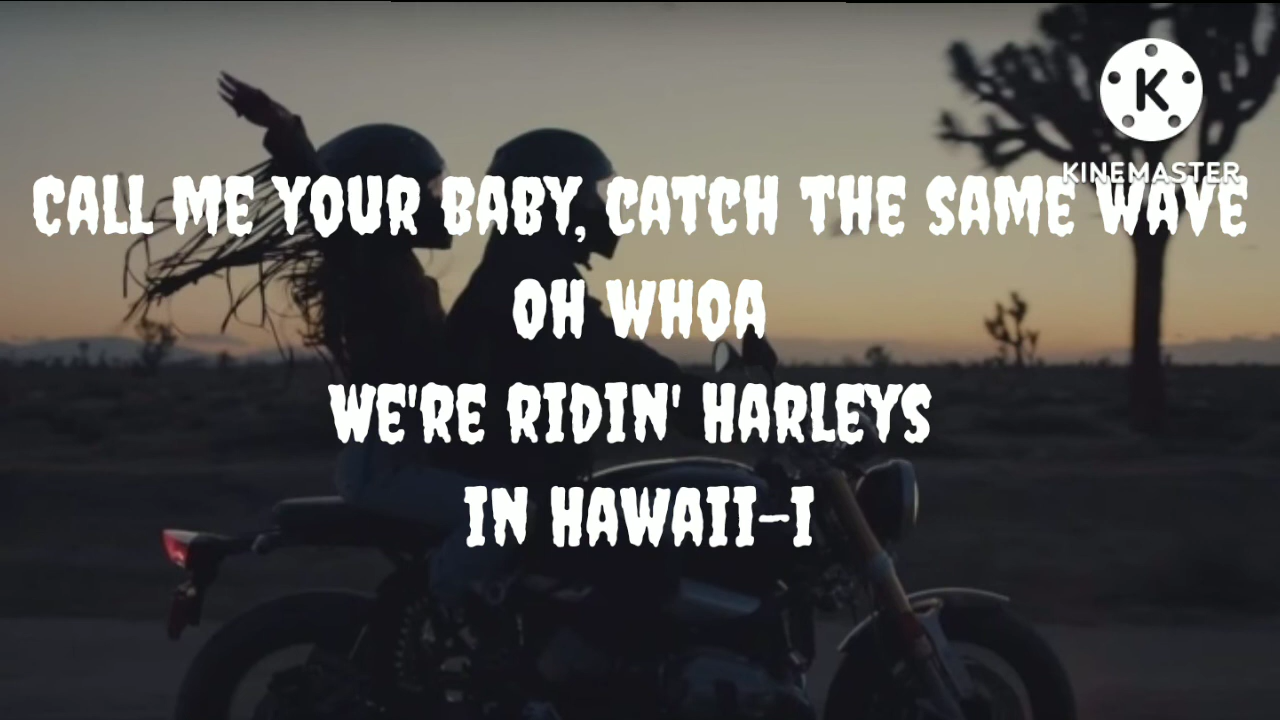 K
KINEMASTER
CALL ME YOUR BABY, CATCH THE SAME WAVE
OH WHOA
WE'RE RIDIN' HARLEYS
IN HAWAII-I